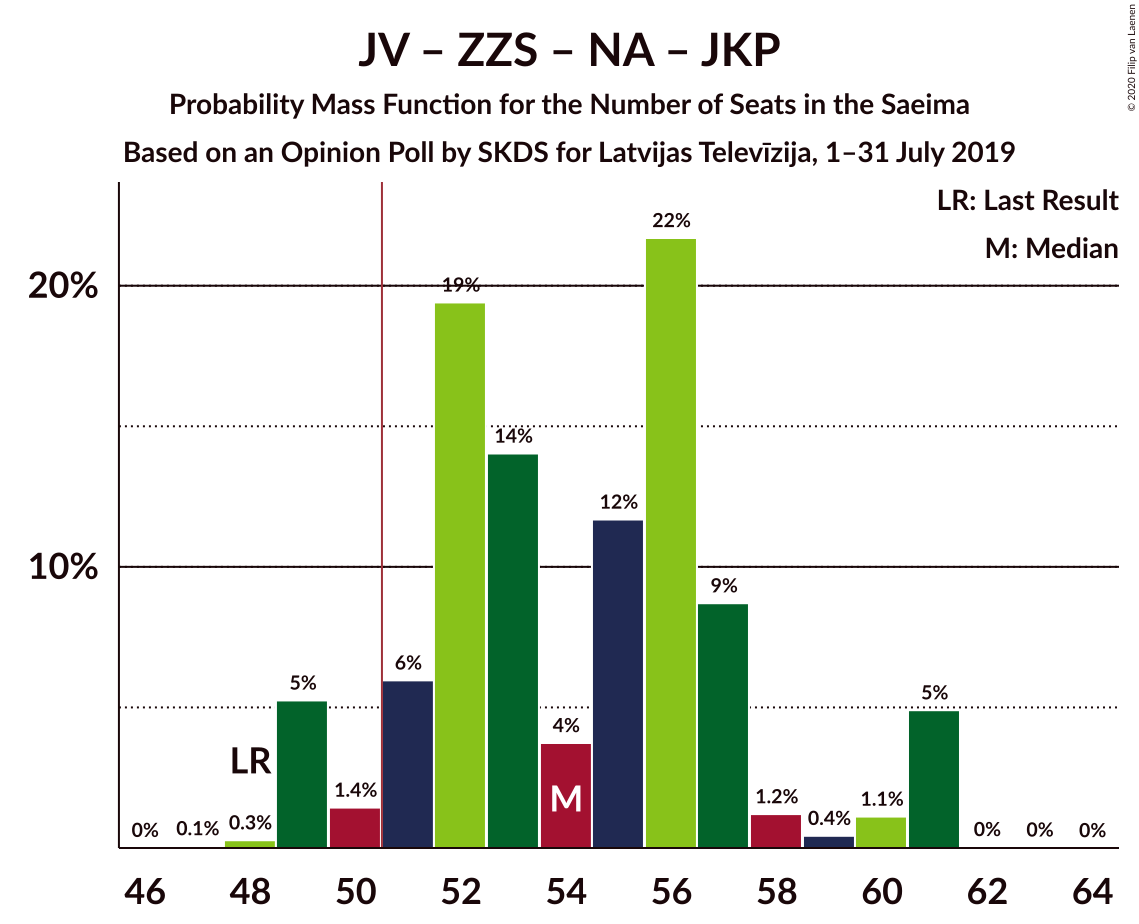 JV – ZZS – NA – JKP
Probability Mass Function for the Number of Seats in the Saeima
Based on an Opinion Poll by SKDS for Latvijas Televīzija, 1–31 July 2019
© 2020 Filip van Laenen
LR: Last Result
M: Median
20%
10%
0%
0.1%
0.3%
5%
1.4%
6%
19%
14%
4%
12%
22%
9%
1.2%
0.4%
1.1%
5%
0%
0%
0%
LR
M
46 48 50 52 54 56 58 60 62 64